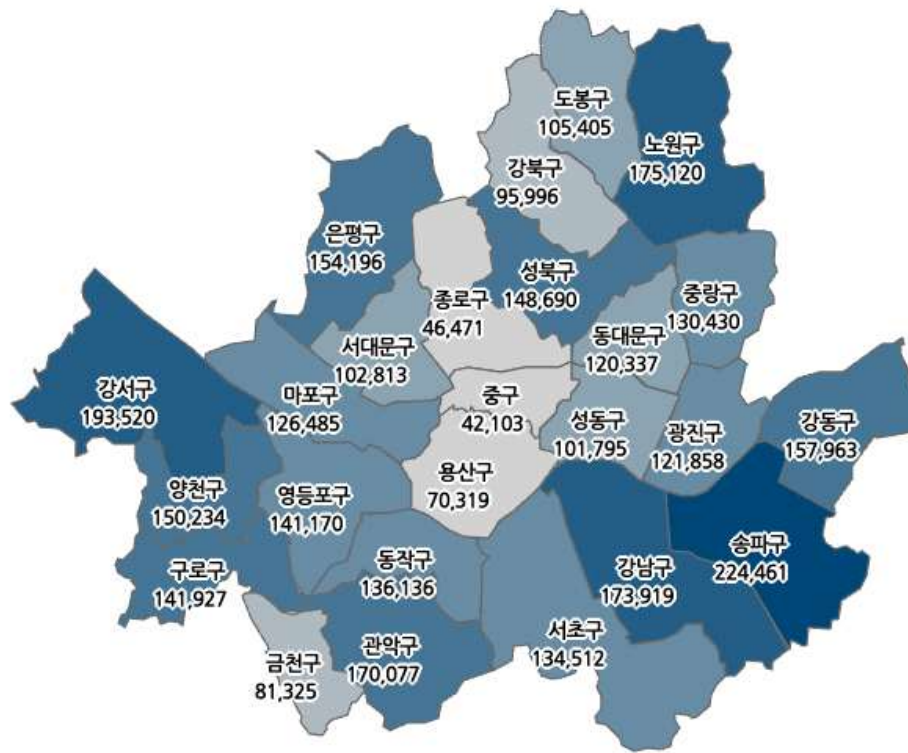 도봉구
105,405
노원구
175,120
강북구
95,996
은평구
154,196
성북구
148,690
중랑구
130,430
종로구
46,471
동대문구
120,337
서대문구
102,813
강서구
193,520
마포구
126,485
중구
42,103
성동구
101,795
광진구
121,858
강동구
157,963
용산구
70,319
양천구
150,234
영등포구
141,170
송파구
224,461
동작구
136,136
강남구
173,919
구로구
141,927
서초구
134,512
관악구
170,077
금천구
81,325